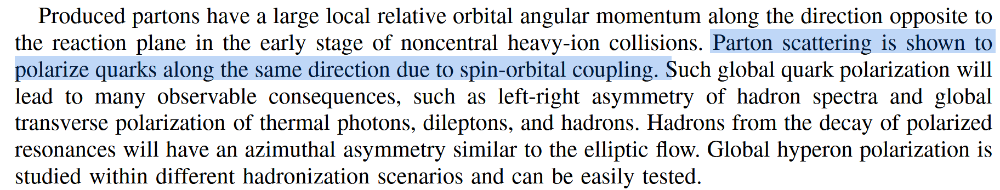 Produced partons have a large local relative orbital angular momentum along the direction opposite to
the reaction plane in the early stage of noncentral heavy-ion collisions. Parton scattering is shown to
polarize quarks along the same direction due to spin-orbital coupling. Such global quark polarization will
lead to many observable consequences, such as left-right asymmetry of hadron spectra and global
transverse polarization of thermal photons, dileptons, and hadrons. Hadrons from the decay of polarized
resonances will have an azimuthal asymmetry similar to the elliptic flow. Global hyperon polarization is
studied within different hadronization scenarios and can be easily tested.